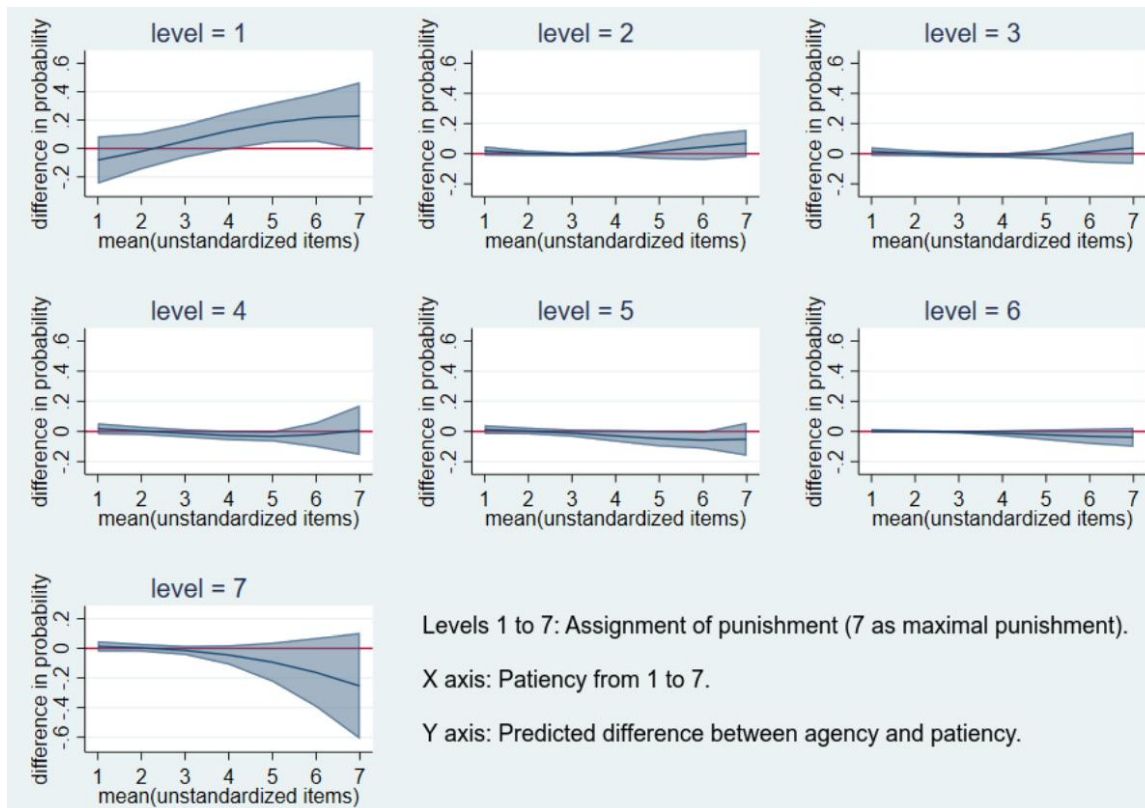 level = 1
difference in probability
-.2 0 .2 .4 .6
1 2 3 4 5 6 7
mean(unstandardized items)
level = 2
difference in probability
-.2 0 .2 .4 .6
1 2 3 4 5 6 7
mean(unstandardized items)
level = 3
difference in probability
-.2 0 .2 .4 .6
1 2 3 4 5 6 7
mean(unstandardized items)
level = 4
difference in probability
-.2 0 .2 .4 .6
1 2 3 4 5 6 7
mean(unstandardized items)
level = 5
difference in probability
-.2 0 .2 .4 .6
1 2 3 4 5 6 7
mean(unstandardized items)
level = 6
difference in probability
-.2 0 .2 .4 .6
1 2 3 4 5 6 7
mean(unstandardized items)
level = 7
difference in probability
-.6 -.4 -.2 0 .2
1 2 3 4 5 6 7
mean(unstandardized items)
Levels 1 to 7: Assignment of punishment (7 as maximal punishment).
X axis: Patiency from 1 to 7.
Y axis: Predicted difference between agency and patiency.